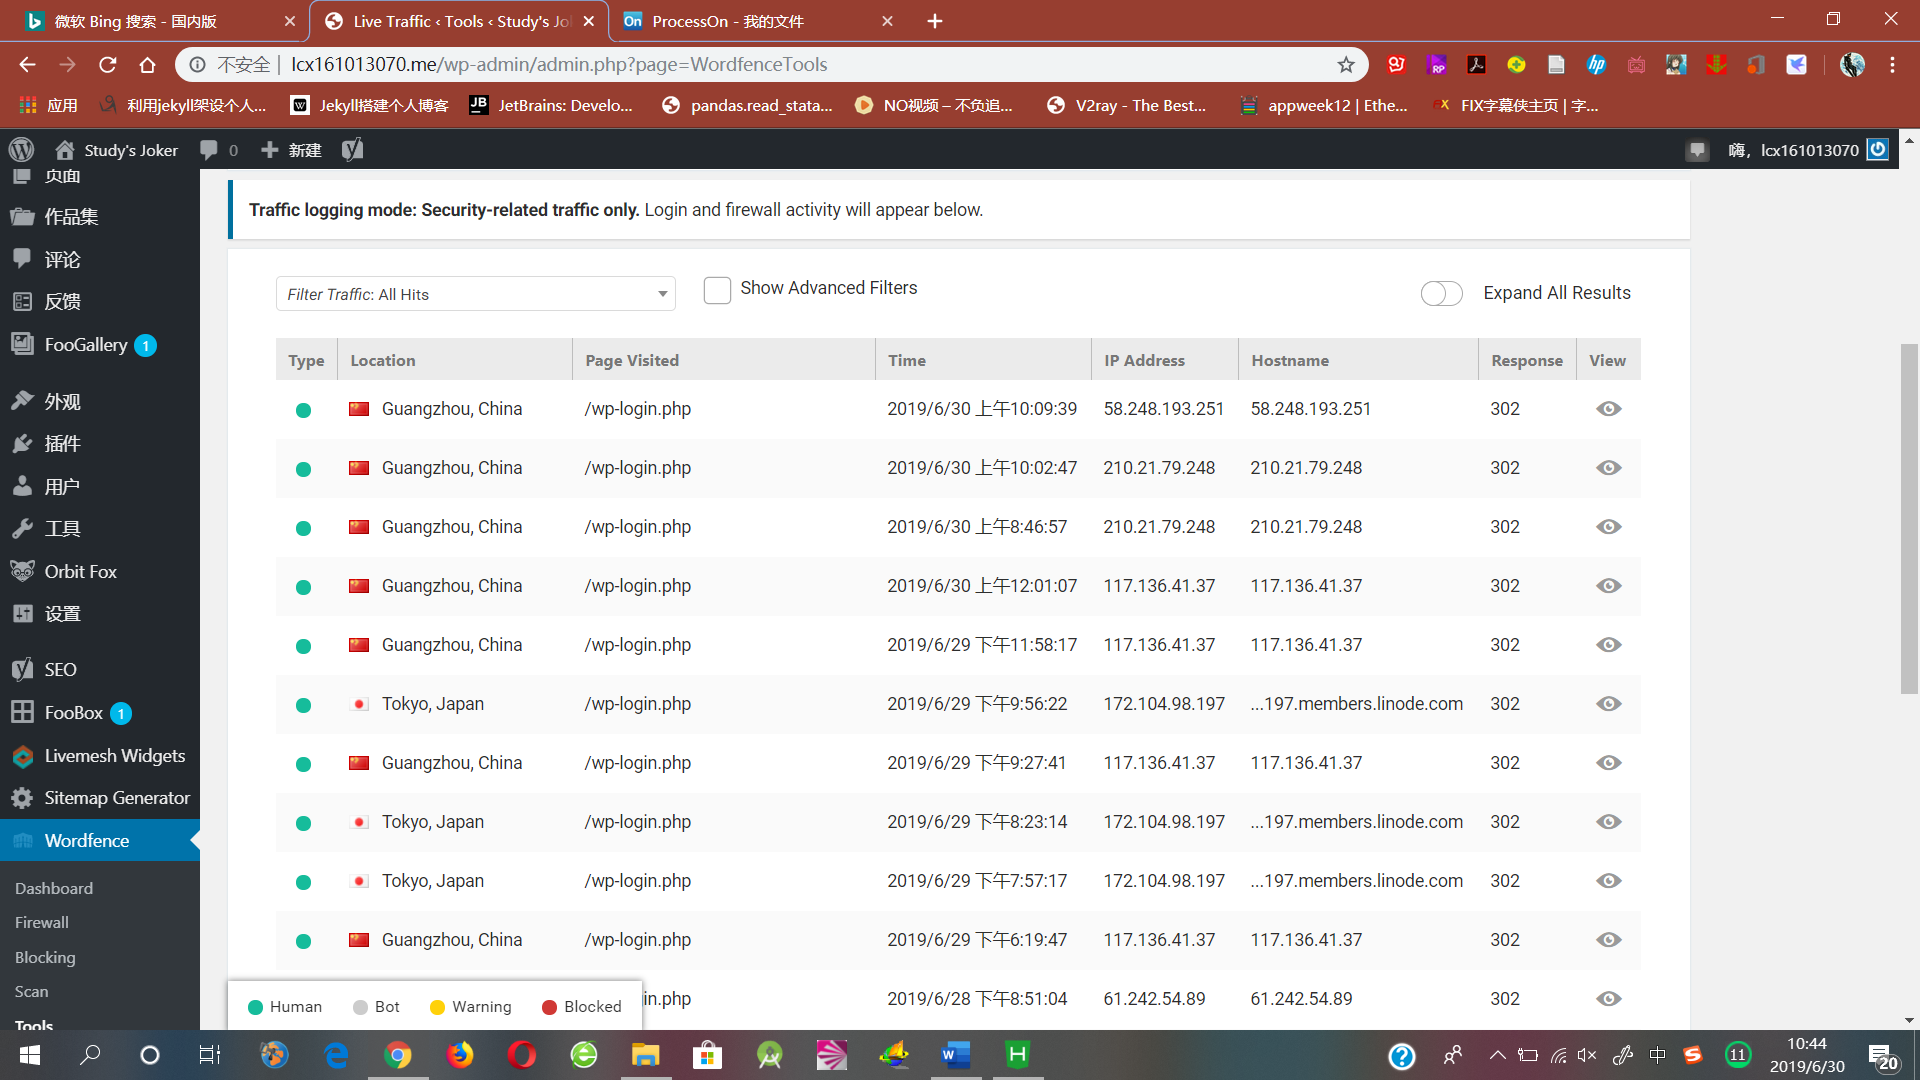 微软 Bing 搜索 - 国内版
Live Traffic ‹ Tools ‹ Study's Jo
On ProcessOn - 我的文件
不安全 | lcx161013070.me/wp-admin/admin.php?page=WordfenceTools
应用
利用jekyll架设个人...
Jekyll搭建个人博客
JetBrains: Develo...
pandas.read_stata...
NO视频 – 不负追...
V2ray - The Best...
appweek12 | Ethe...
FIX字幕侠主页 | 字...
Study's Joker
0
新建
嗨，lcx161013070
页面
作品集
评论
反馈
FooGallery 1
外观
插件
用户
工具
Orbit Fox
设置
SEO
FooBox 1
Livemesh Widgets
Sitemap Generator
Wordfence
Dashboard
Firewall
Blocking
Scan
Tools
Traffic logging mode: Security-related traffic only. Login and firewall activity will appear below.
Filter Traffic: All Hits
Show Advanced Filters
Expand All Results
Type Location Page Visited Time IP Address Hostname Response View
Guangzhou, China /wp-login.php 2019/6/30 上午10:09:39 58.248.193.251 58.248.193.251 302
Guangzhou, China /wp-login.php 2019/6/30 上午10:02:47 210.21.79.248 210.21.79.248 302
Guangzhou, China /wp-login.php 2019/6/30 上午8:46:57 210.21.79.248 210.21.79.248 302
Guangzhou, China /wp-login.php 2019/6/30 上午12:01:07 117.136.41.37 117.136.41.37 302
Guangzhou, China /wp-login.php 2019/6/29 下午11:58:17 117.136.41.37 117.136.41.37 302
Tokyo, Japan /wp-login.php 2019/6/29 下午9:56:22 172.104.98.197 ...197.members.linode.com 302
Guangzhou, China /wp-login.php 2019/6/29 下午9:27:41 117.136.41.37 117.136.41.37 302
Tokyo, Japan /wp-login.php 2019/6/29 下午8:23:14 172.104.98.197 ...197.members.linode.com 302
Tokyo, Japan /wp-login.php 2019/6/29 下午7:57:17 172.104.98.197 ...197.members.linode.com 302
Guangzhou, China /wp-login.php 2019/6/29 下午6:19:47 117.136.41.37 117.136.41.37 302
in.php 2019/6/28 下午8:51:04 61.242.54.89 61.242.54.89 302
Human Bot Warning Blocked
中
11
10:44
2019/6/30
20